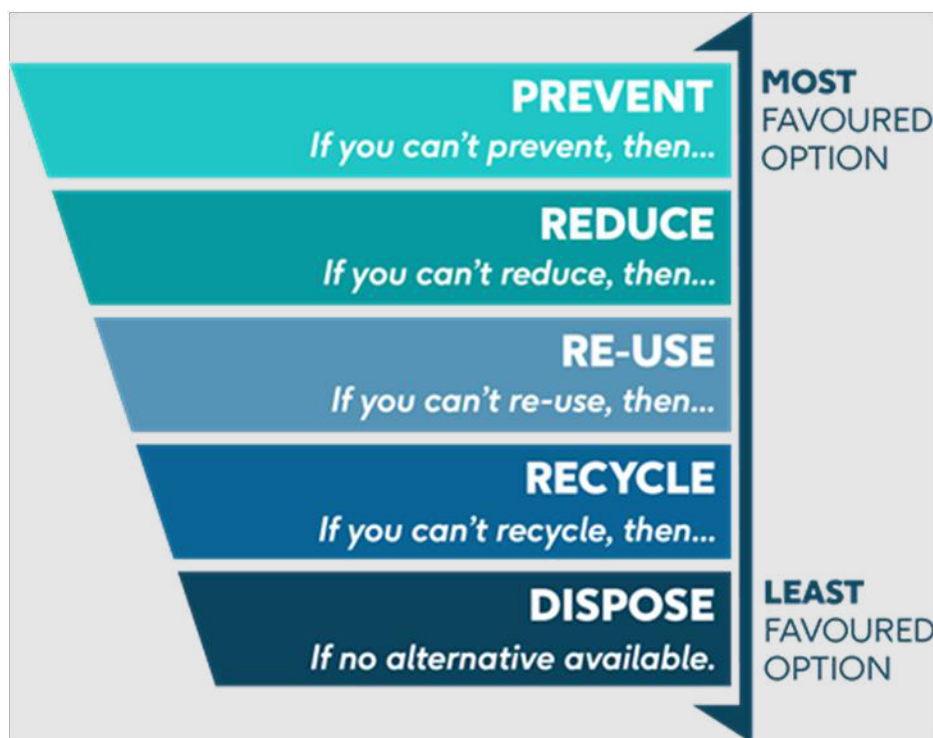 PREVENT
If you can't prevent, then...
MOST
FAVOURED
OPTION
REDUCE
If you can't reduce, then...
RE-USE
If you can't re-use, then...
RECYCLE
If you can't recycle, then...
DISPOSE
If no alternative available.
LEAST
FAVOURED
OPTION